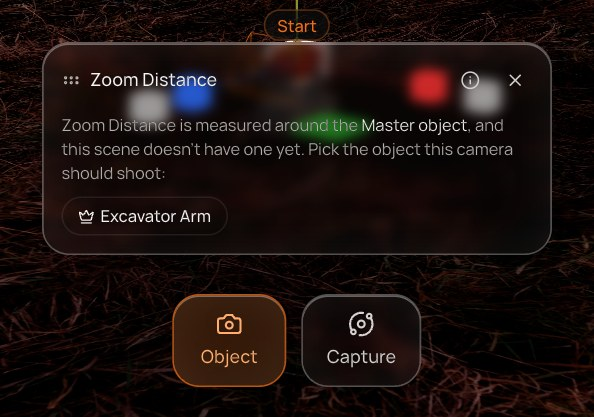 Start
Zoom Distance
Zoom Distance is measured around the Master object, and
this scene doesn't have one yet. Pick the object this camera
should shoot:
Excavator Arm
Object
Capture